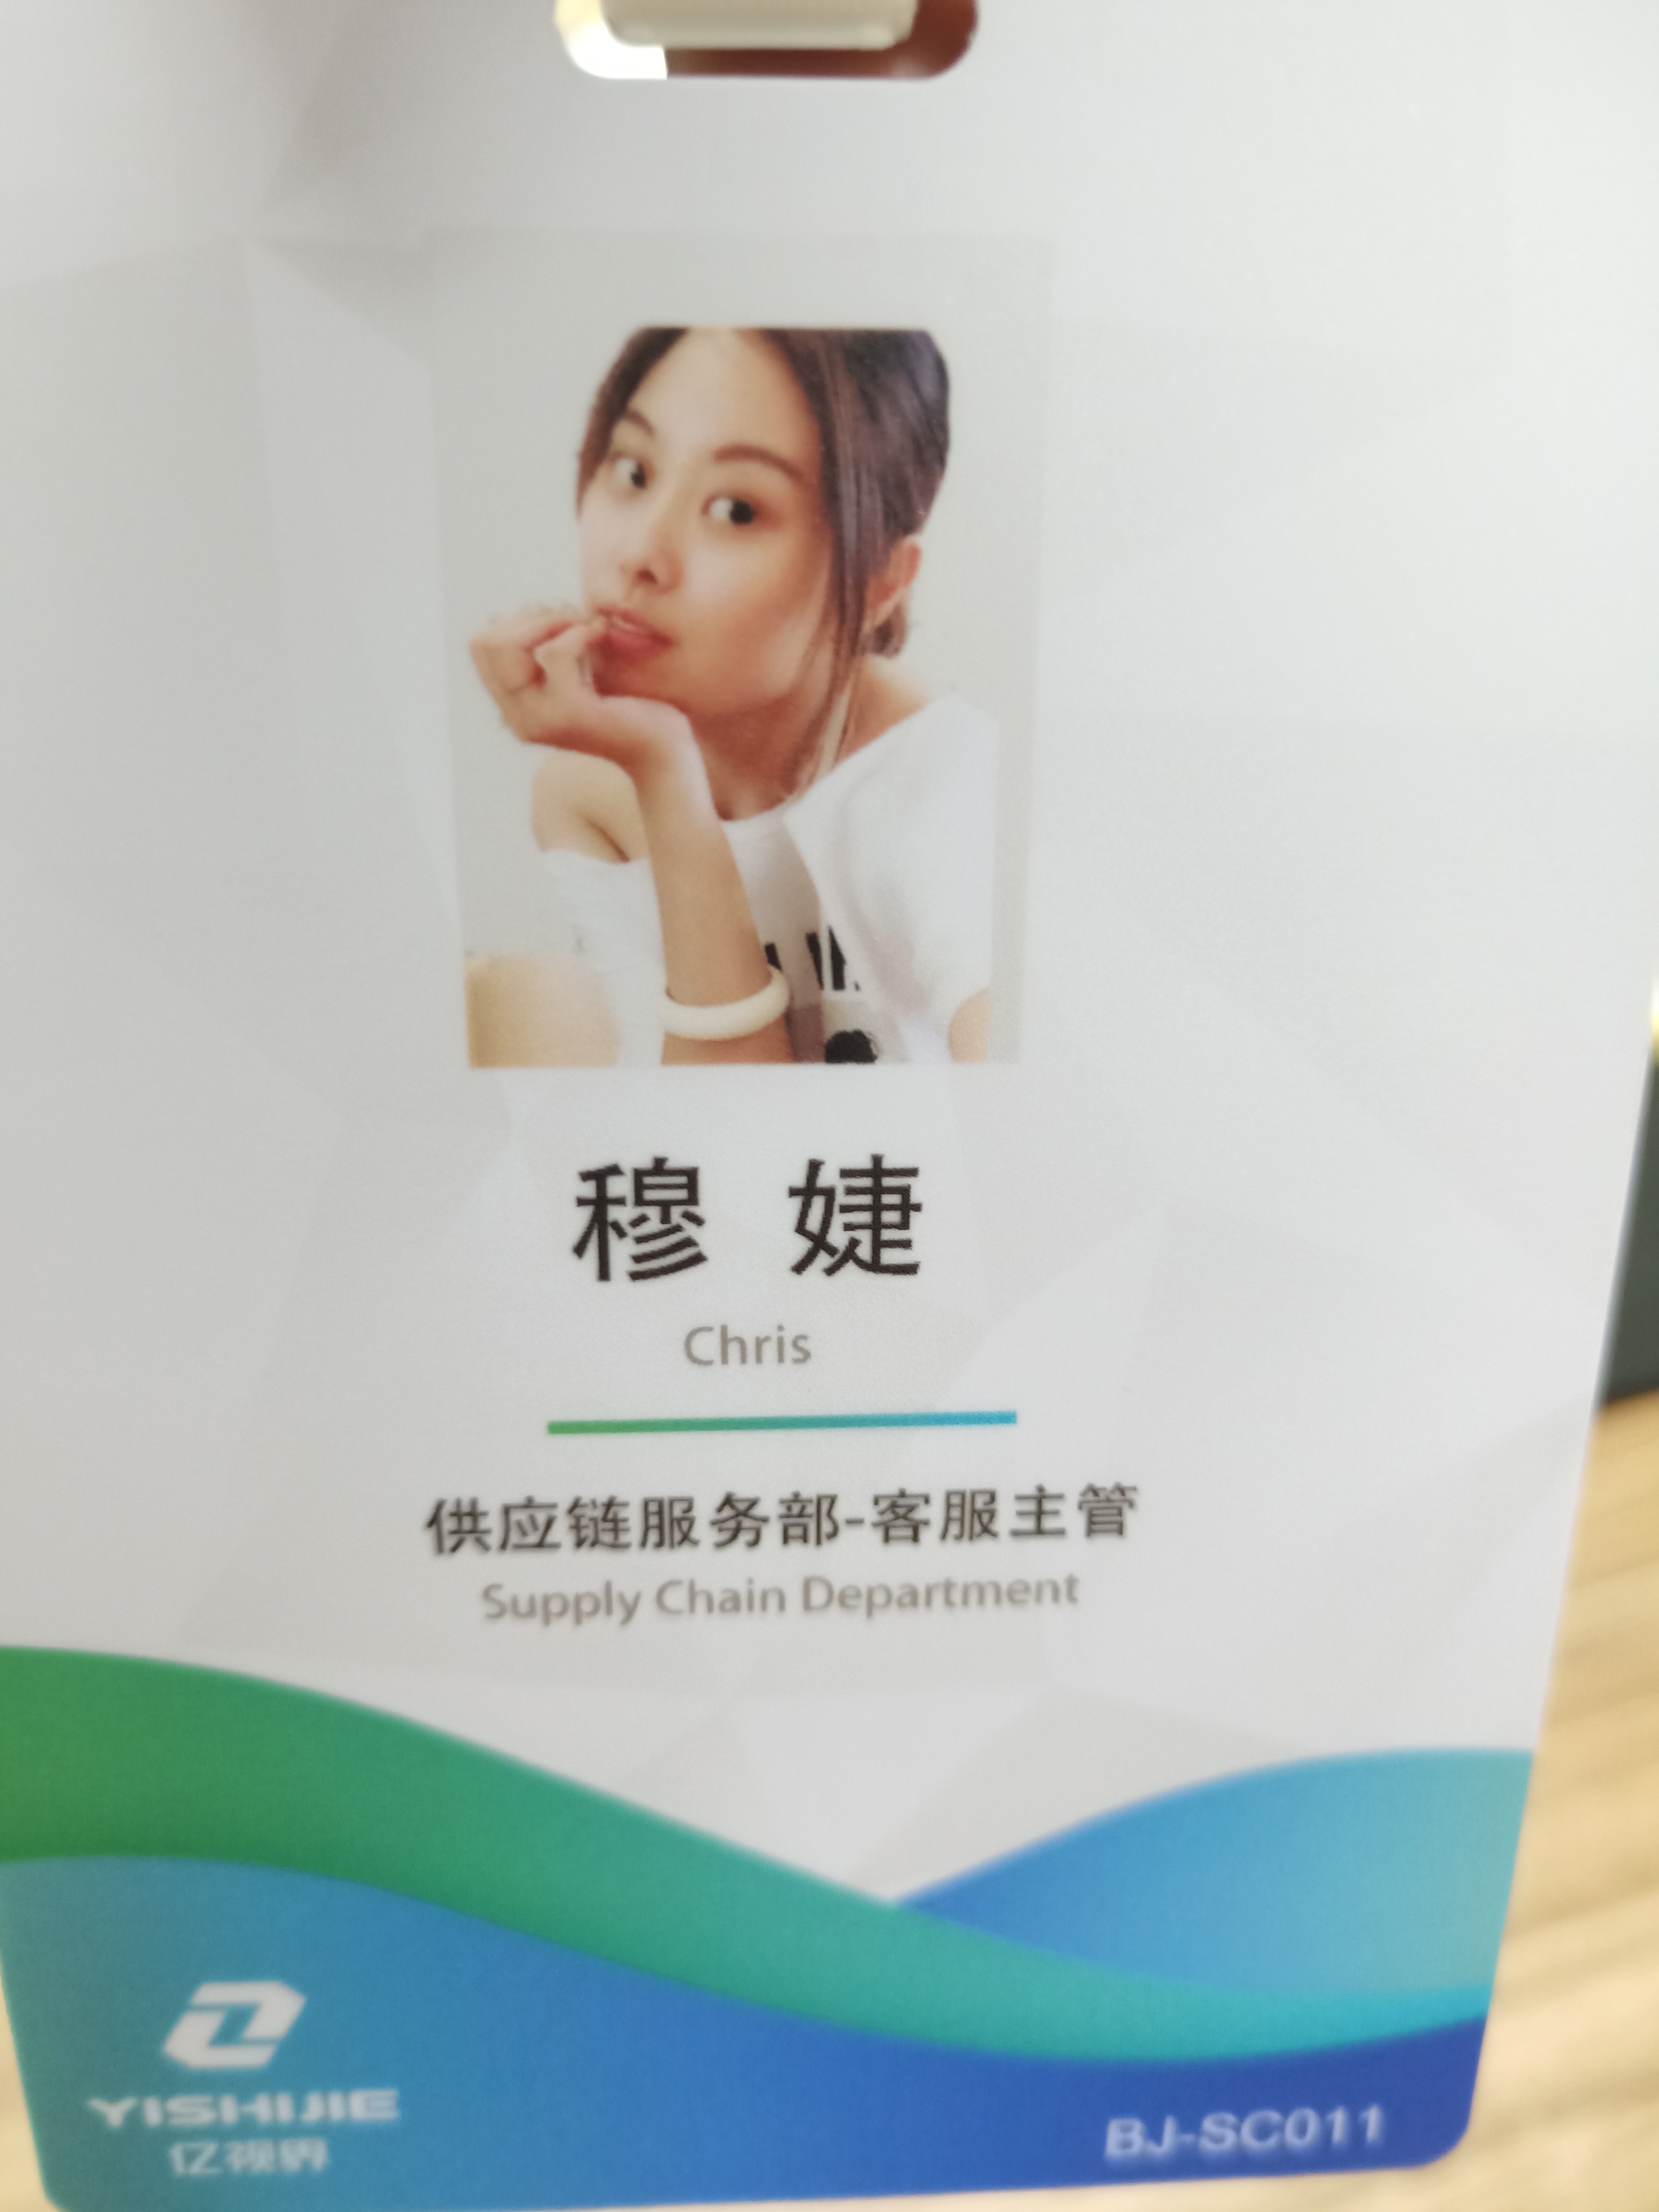 穆 婕
Chris
供应链服务部-客服主管
Supply Chain Department
YISHIJIE
亿视界
BJ-SC011